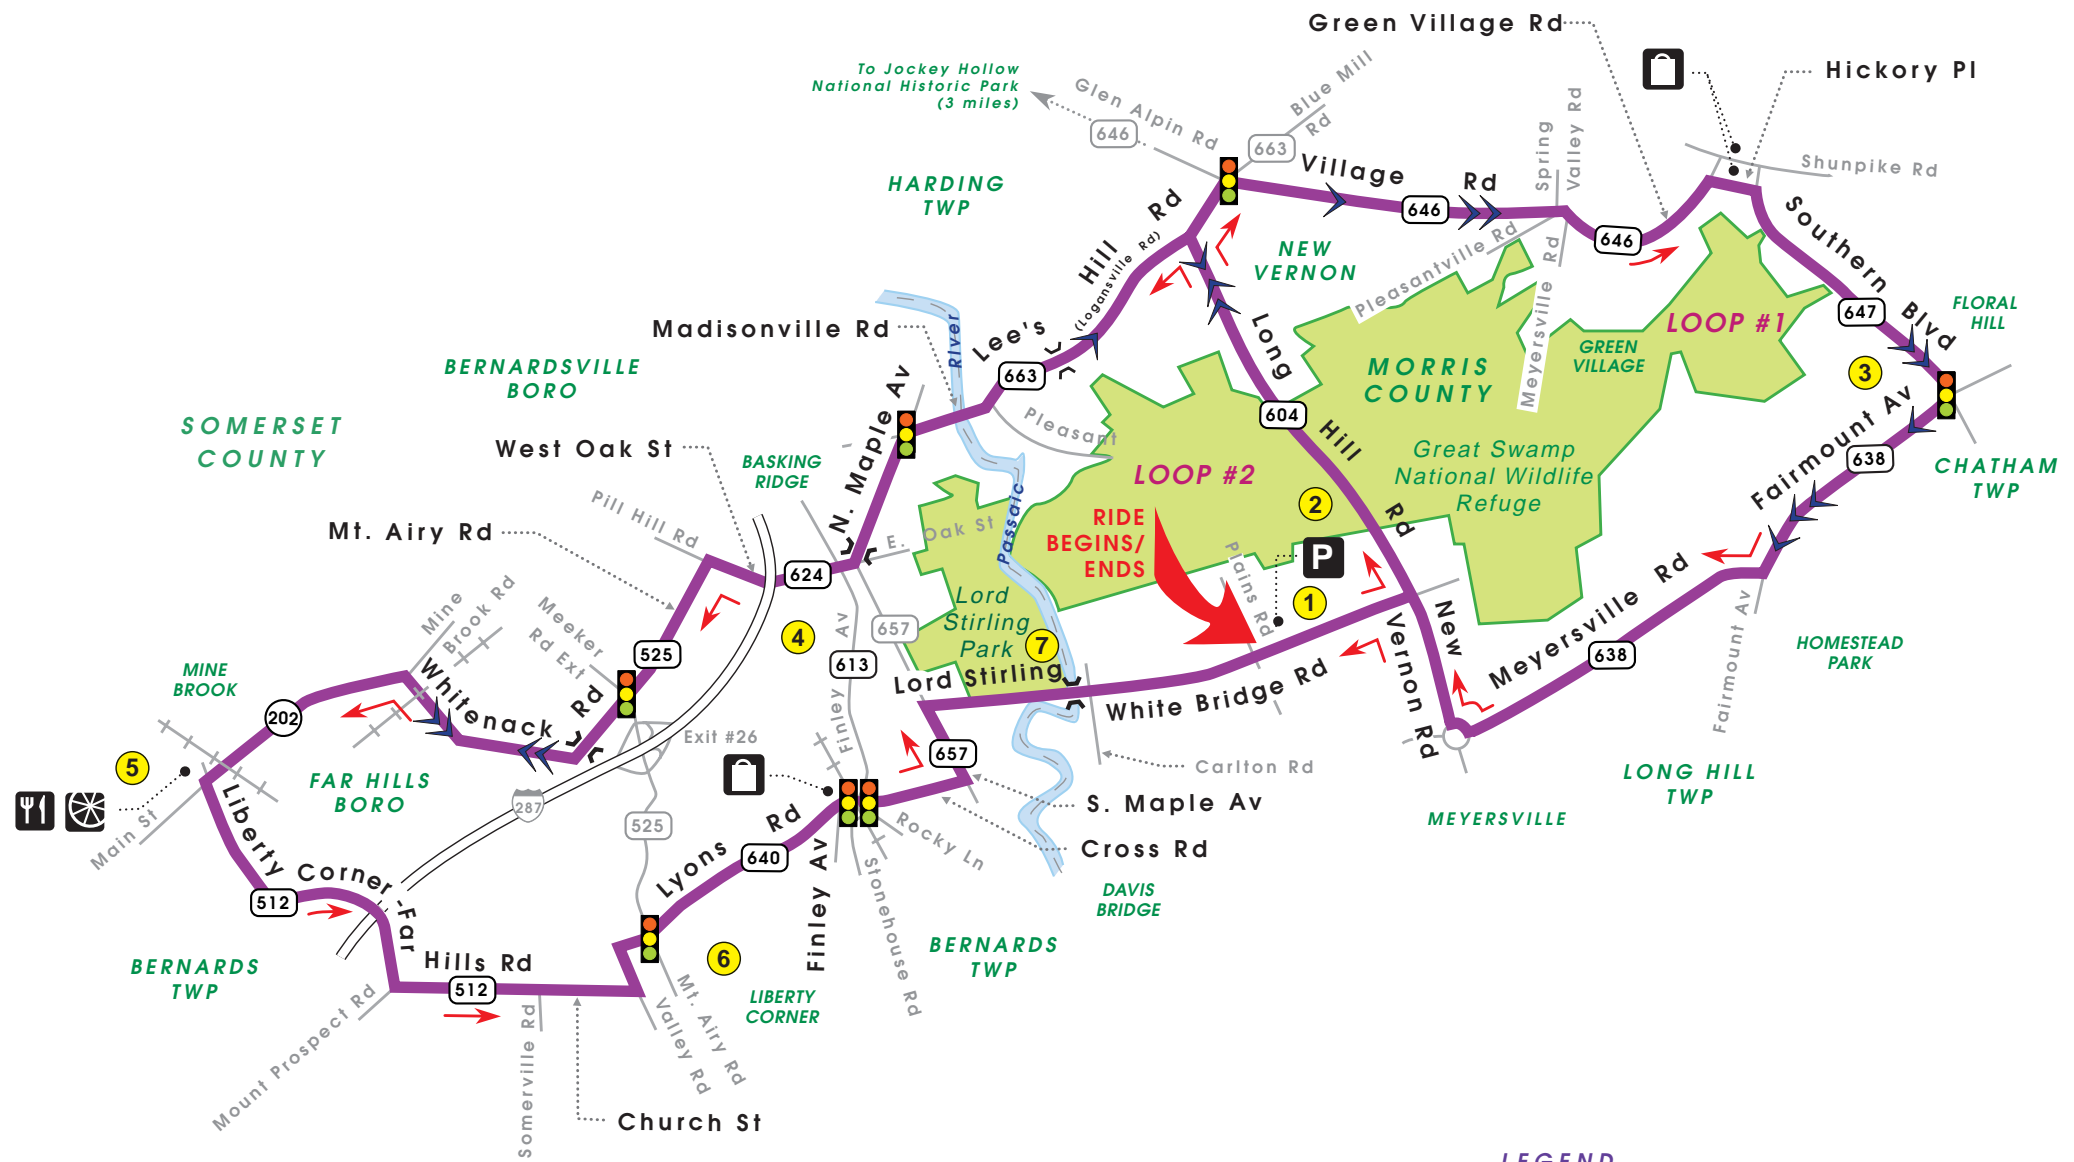 Green Village Rd
Hickory Pl
To Jockey Hollow
National Historic Park
(3 miles)
Glen Alpin Rd
646
Blue Mill
Rd
663
Spring
Valley Rd
Shunpike Rd
HARDING
TWP
Village Rd
646
646
Southern Blvd
647
NEW
VERNON
Pleasantville Rd
Meyersville Rd
LOOP #1
GREEN
VILLAGE
FLORAL
HILL
Hill Rd
(Logansville Rd)
Lee's
663
Madisonville Rd
River
Passaic
Pleasant
BERNARDSVILLE
BORO
SOMERSET
COUNTY
MORRIS
COUNTY
Great Swamp
National Wildlife
Refuge
3
Fairmount Av
638
CHATHAM
TWP
Long Hill Rd
604
LOOP #2
2
N. Maple Av
West Oak St
BASKING
RIDGE
Pill Hill Rd
Mt. Airy Rd
E. Oak St
624
RIDE
BEGINS/
ENDS
Plains Rd
P
1
Lord
Stirling
Park
7
657
Lord Stirling
White Bridge Rd
New
Vernon Rd
Meyersville Rd
638
Fairmount Av
HOMESTEAD
PARK
LONG HILL
TWP
MEYERSVILLE
Carlton Rd
4
613
Finley Av
525
Mine
Brook Rd
Meeker
Rd Ext
MINE
BROOK
Whitenack Rd
202
Exit #26
5
FAR HILLS
BORO
287
525
657
S. Maple Av
Cross Rd
Rocky Ln
Main St
Liberty Corner-Far
Hills Rd
512
512
Lyons Rd
640
Finley Av
Stonehouse Rd
DAVIS
BRIDGE
BERNARDS
TWP
BERNARDS
TWP
6
LIBERTY
CORNER
Mount Prospect Rd
Somerville Rd
Valley Rd
Mt. Airy Rd
Church St
LEGEND